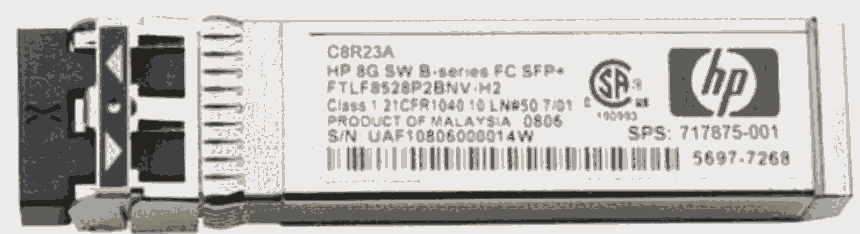 C8R23A
HP 8G SW B-series FC SFP+
FTLF8528P2BNV-H2
Class 1 21CFR1040.10 LN#50 7/01
PRODUCT OF MALAYSIA 0806
S/N: UAF10806000014W
SA
hp
SPS: 717875-001
5697-7268